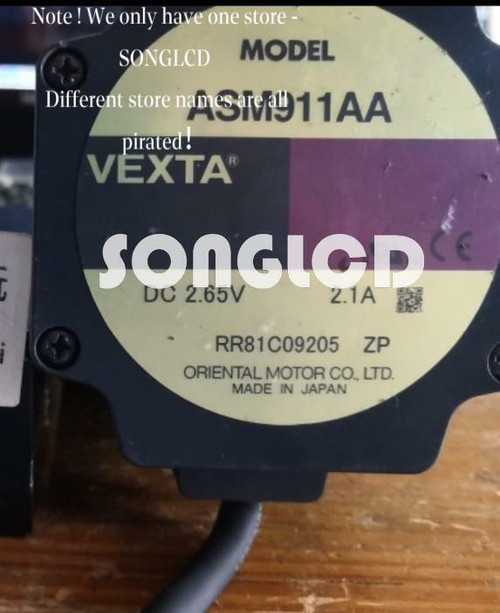 Note ! We only have one store -
SONGLCD
Different store names are all
pirated!
MODEL
ASM911AA
VEXTA®
CE
SONGLCD
DC 2.65V 2.1A
RR81C09205 ZP
ORIENTAL MOTOR CO., LTD.
MADE IN JAPAN